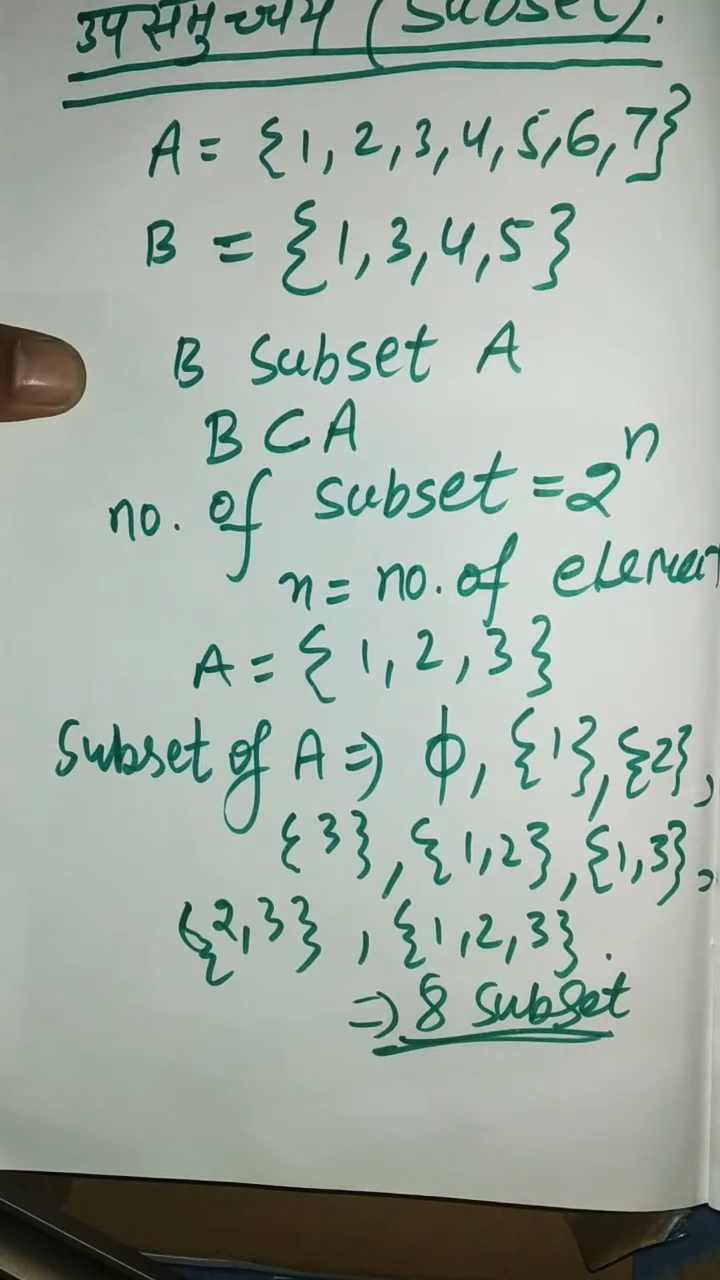 उपसमुच्चय (Subset).
A = {1, 2, 3, 4, 5, 6, 7}
B = {1, 3, 4, 5}
B Subset A
B ⊂ A
no. of subset = 2ⁿ
n = no. of element
A = {1, 2, 3}
Subset of A ⇒ ϕ, {1}, {2},
{3}, {1,2}, {1,3},
{2,3}, {1,2,3}.
⇒ 8 Subset